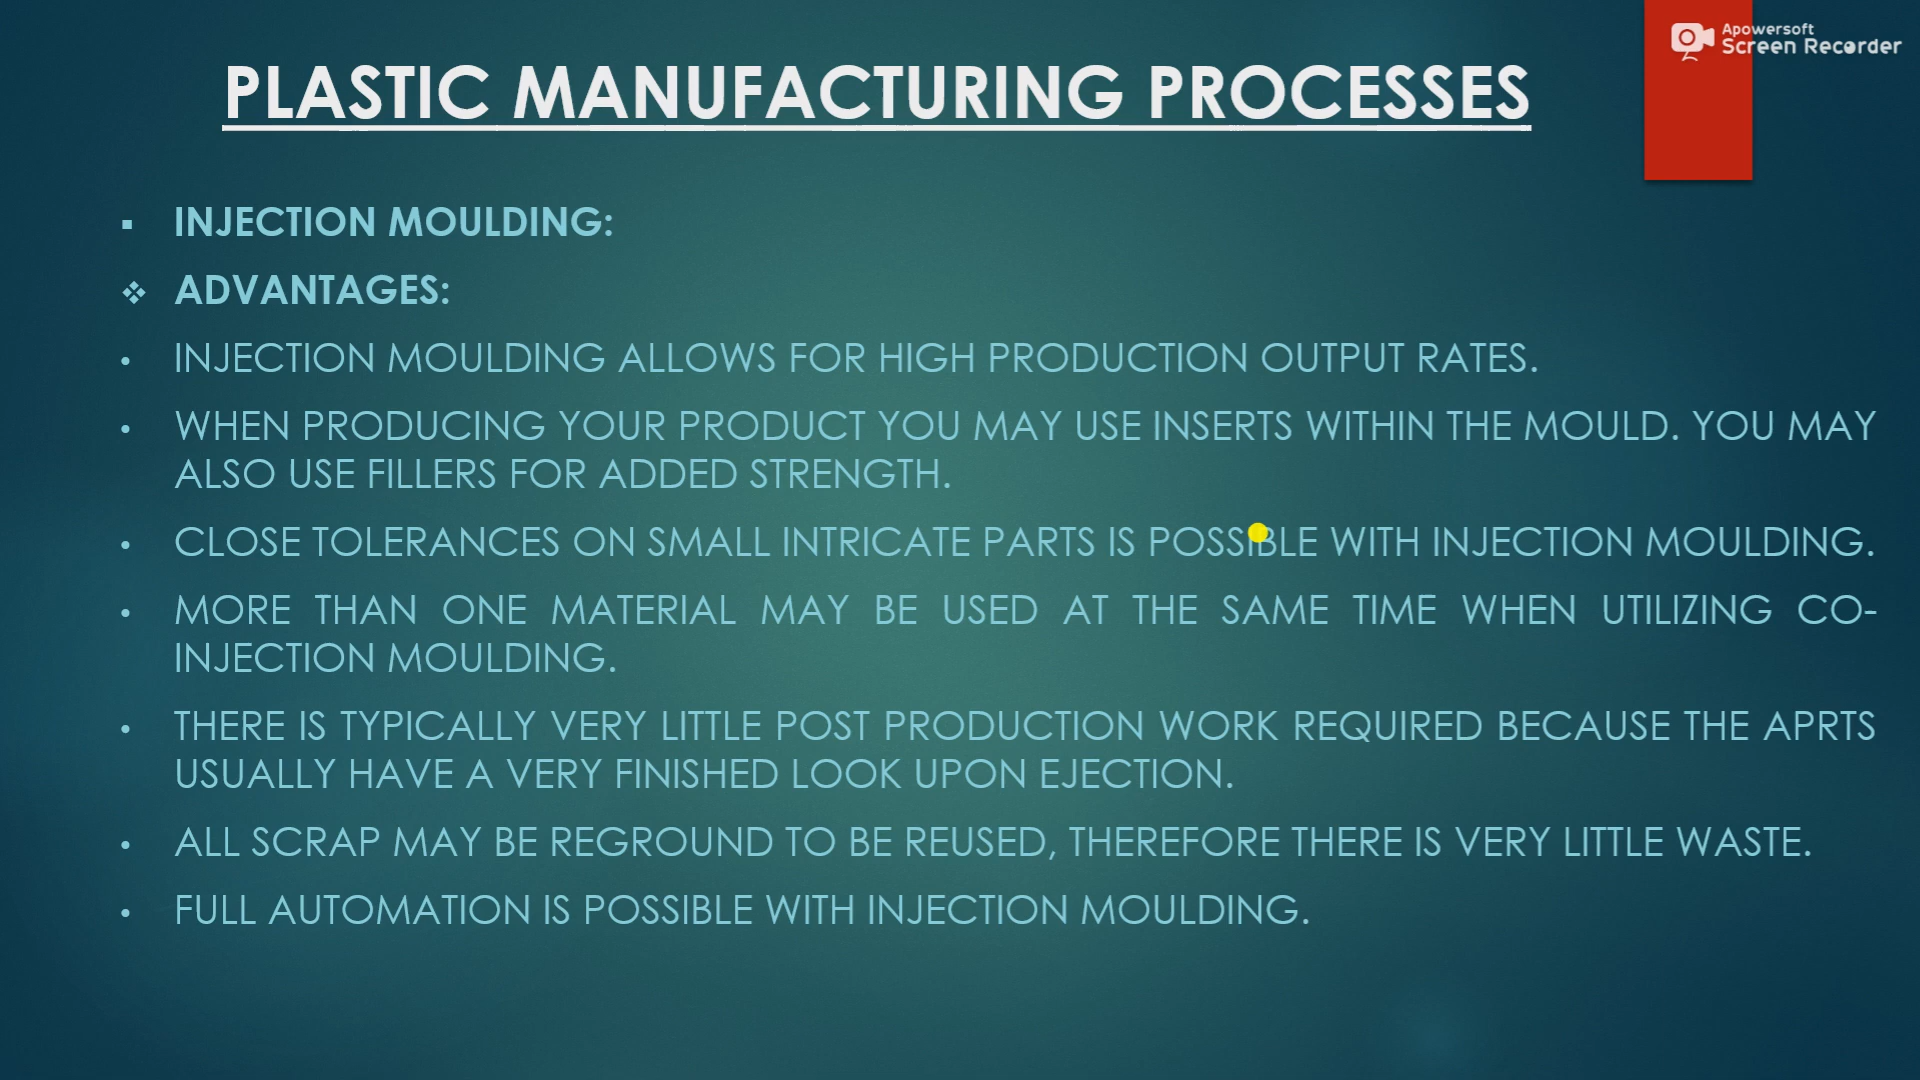 Apowersoft
Screen Recorder
PLASTIC MANUFACTURING PROCESSES
▪ INJECTION MOULDING:
❖ ADVANTAGES:
• INJECTION MOULDING ALLOWS FOR HIGH PRODUCTION OUTPUT RATES.
• WHEN PRODUCING YOUR PRODUCT YOU MAY USE INSERTS WITHIN THE MOULD. YOU MAY
ALSO USE FILLERS FOR ADDED STRENGTH.
• CLOSE TOLERANCES ON SMALL INTRICATE PARTS IS POSSIBLE WITH INJECTION MOULDING.
• MORE THAN ONE MATERIAL MAY BE USED AT THE SAME TIME WHEN UTILIZING CO-
INJECTION MOULDING.
• THERE IS TYPICALLY VERY LITTLE POST PRODUCTION WORK REQUIRED BECAUSE THE APRTS
USUALLY HAVE A VERY FINISHED LOOK UPON EJECTION.
• ALL SCRAP MAY BE REGROUND TO BE REUSED, THEREFORE THERE IS VERY LITTLE WASTE.
• FULL AUTOMATION IS POSSIBLE WITH INJECTION MOULDING.